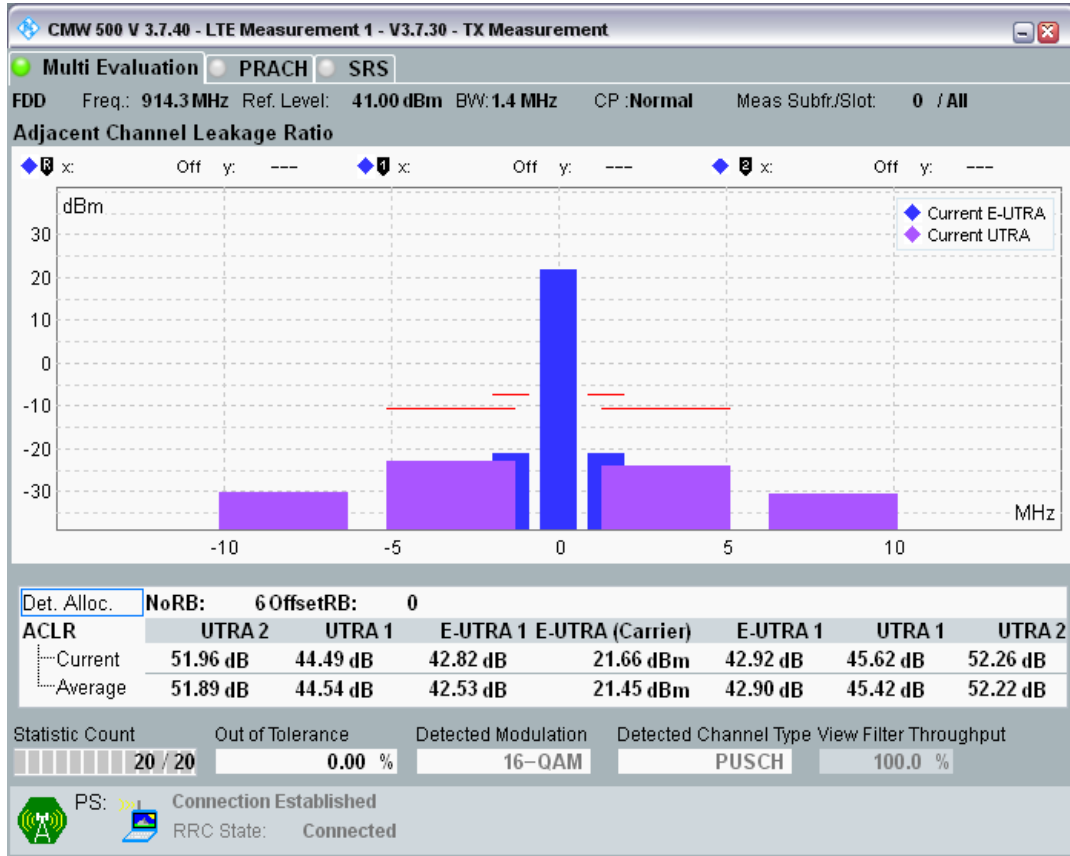 CMW 500 V 3.7.40 - LTE Measurement 1 - V3.7.30 - TX Measurement
Multi Evaluation PRACH SRS
FDD Freq.: 914.3 MHz Ref. Level: 41.00 dBm BW: 1.4 MHz CP :Normal Meas Subfr./Slot: 0 / All
Adjacent Channel Leakage Ratio
R x: Off y: --- 1 x: Off y: --- 2 x: Off y: ---
dBm
Current E-UTRA
Current UTRA
30
20
10
0
-10
-20
-30
MHz
-10 -5 0 5 10
Det. Alloc. NoRB: 6 OffsetRB: 0
ACLR UTRA 2 UTRA 1 E-UTRA 1 E-UTRA (Carrier) E-UTRA 1 UTRA 1 UTRA 2
Current 51.96 dB 44.49 dB 42.82 dB 21.66 dBm 42.92 dB 45.62 dB 52.26 dB
Average 51.89 dB 44.54 dB 42.53 dB 21.45 dBm 42.90 dB 45.42 dB 52.22 dB
Statistic Count Out of Tolerance Detected Modulation Detected Channel Type View Filter Throughput
20 / 20 0.00 % 16-QAM PUSCH 100.0 %
PS: Connection Established
RRC State: Connected